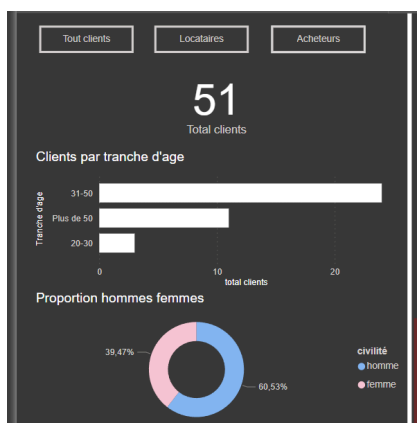 Tout clients
Locataires
Acheteurs
51
Total clients
Clients par tranche d'age
Tranche d'age
31-50
Plus de 50
20-30
0
10
20
total clients
Proportion hommes femmes
39,47%
60,53%
civilité
homme
femme